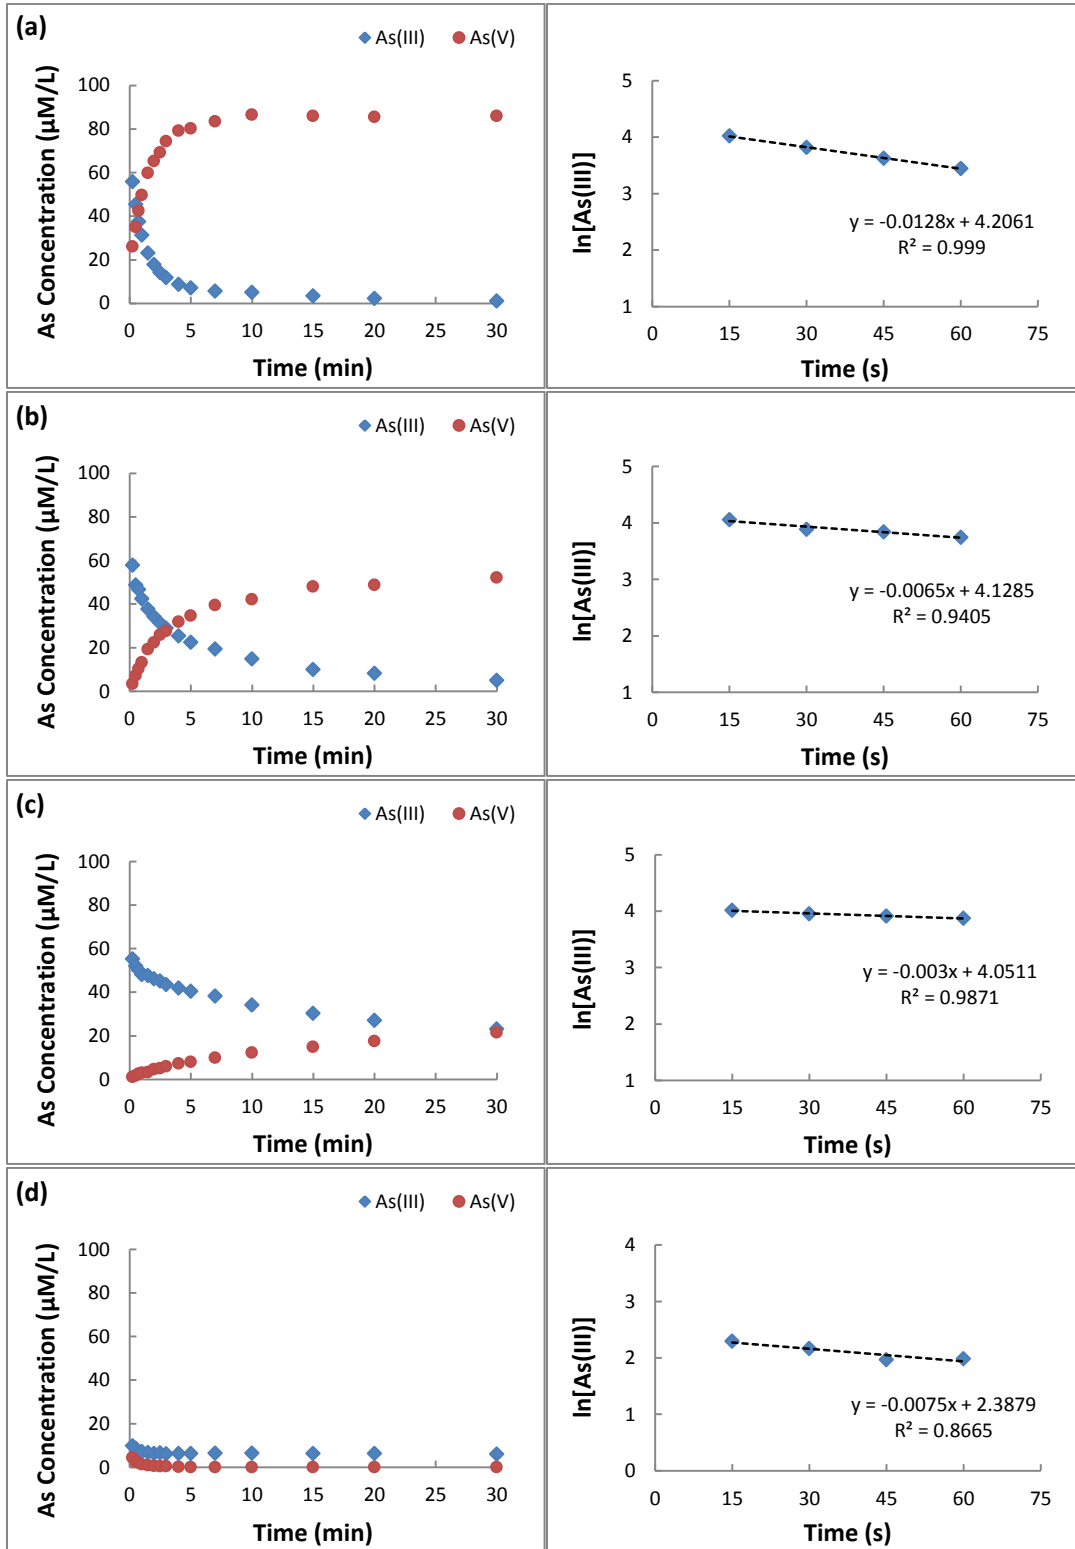 (a)
As(III) As(V)
As Concentration (µM/L)
100
80
60
40
20
0
0 5 10 15 20 25 30
Time (min)
ln[As(III)]
5
4
3
2
1
y = -0.0128x + 4.2061
R² = 0.999
0 15 30 45 60 75
Time (s)
(b)
As(III) As(V)
As Concentration (µM/L)
100
80
60
40
20
0
0 5 10 15 20 25 30
Time (min)
ln[As(III)]
5
4
3
2
1
y = -0.0065x + 4.1285
R² = 0.9405
0 15 30 45 60 75
Time (s)
(c)
As(III) As(V)
As Concentration (µM/L)
100
80
60
40
20
0
0 5 10 15 20 25 30
Time (min)
ln[As(III)]
5
4
3
2
1
y = -0.003x + 4.0511
R² = 0.9871
0 15 30 45 60 75
Time (s)
(d)
As(III) As(V)
As Concentration (µM/L)
100
80
60
40
20
0
0 5 10 15 20 25 30
Time (min)
ln[As(III)]
4
3
2
1
0
y = -0.0075x + 2.3879
R² = 0.8665
0 15 30 45 60 75
Time (s)